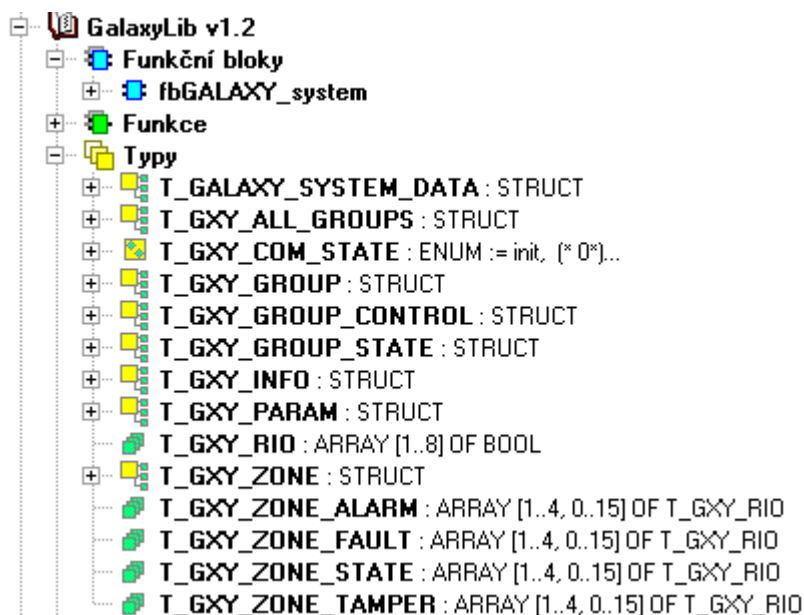 GalaxyLib v1.2
Funkční bloky
fbGALAXY_system
Funkce
Typy
T_GALAXY_SYSTEM_DATA : STRUCT
T_GXY_ALL_GROUPS : STRUCT
T_GXY_COM_STATE : ENUM := init, (* 0*)...
T_GXY_GROUP : STRUCT
T_GXY_GROUP_CONTROL : STRUCT
T_GXY_GROUP_STATE : STRUCT
T_GXY_INFO : STRUCT
T_GXY_PARAM : STRUCT
T_GXY_RIO : ARRAY [1..8] OF BOOL
T_GXY_ZONE : STRUCT
T_GXY_ZONE_ALARM : ARRAY [1..4, 0..15] OF T_GXY_RIO
T_GXY_ZONE_FAULT : ARRAY [1..4, 0..15] OF T_GXY_RIO
T_GXY_ZONE_STATE : ARRAY [1..4, 0..15] OF T_GXY_RIO
T_GXY_ZONE_TAMPER : ARRAY [1..4, 0..15] OF T_GXY_RIO